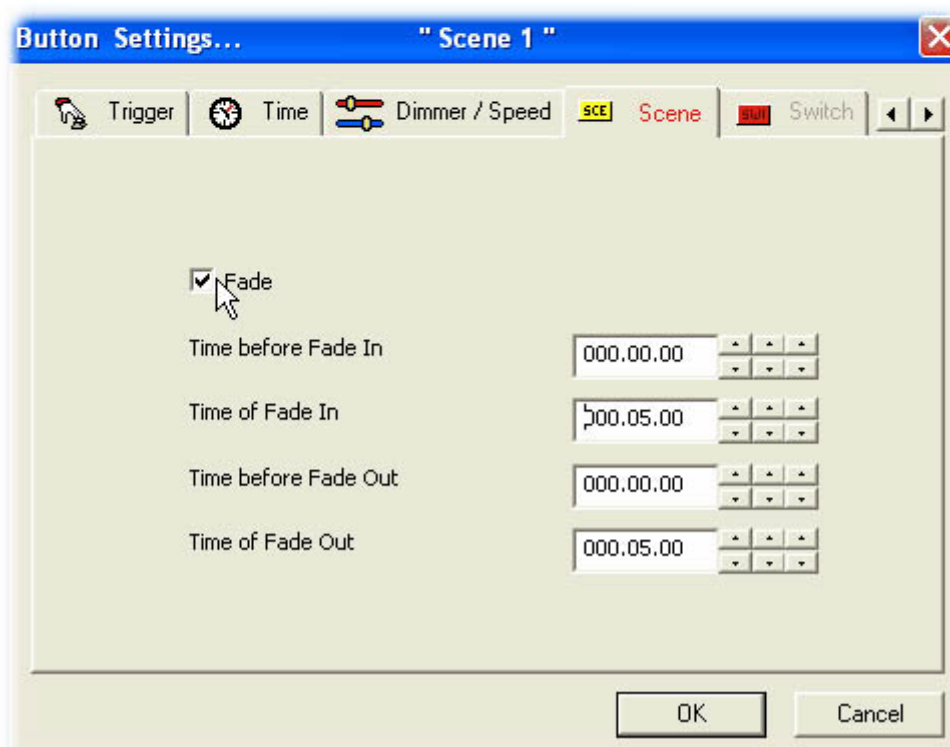 Button Settings... " Scene 1 "
Trigger Time Dimmer / Speed SCE Scene SWI Switch
Fade
Time before Fade In 000.00.00
Time of Fade In 000.05.00
Time before Fade Out 000.00.00
Time of Fade Out 000.05.00
OK Cancel